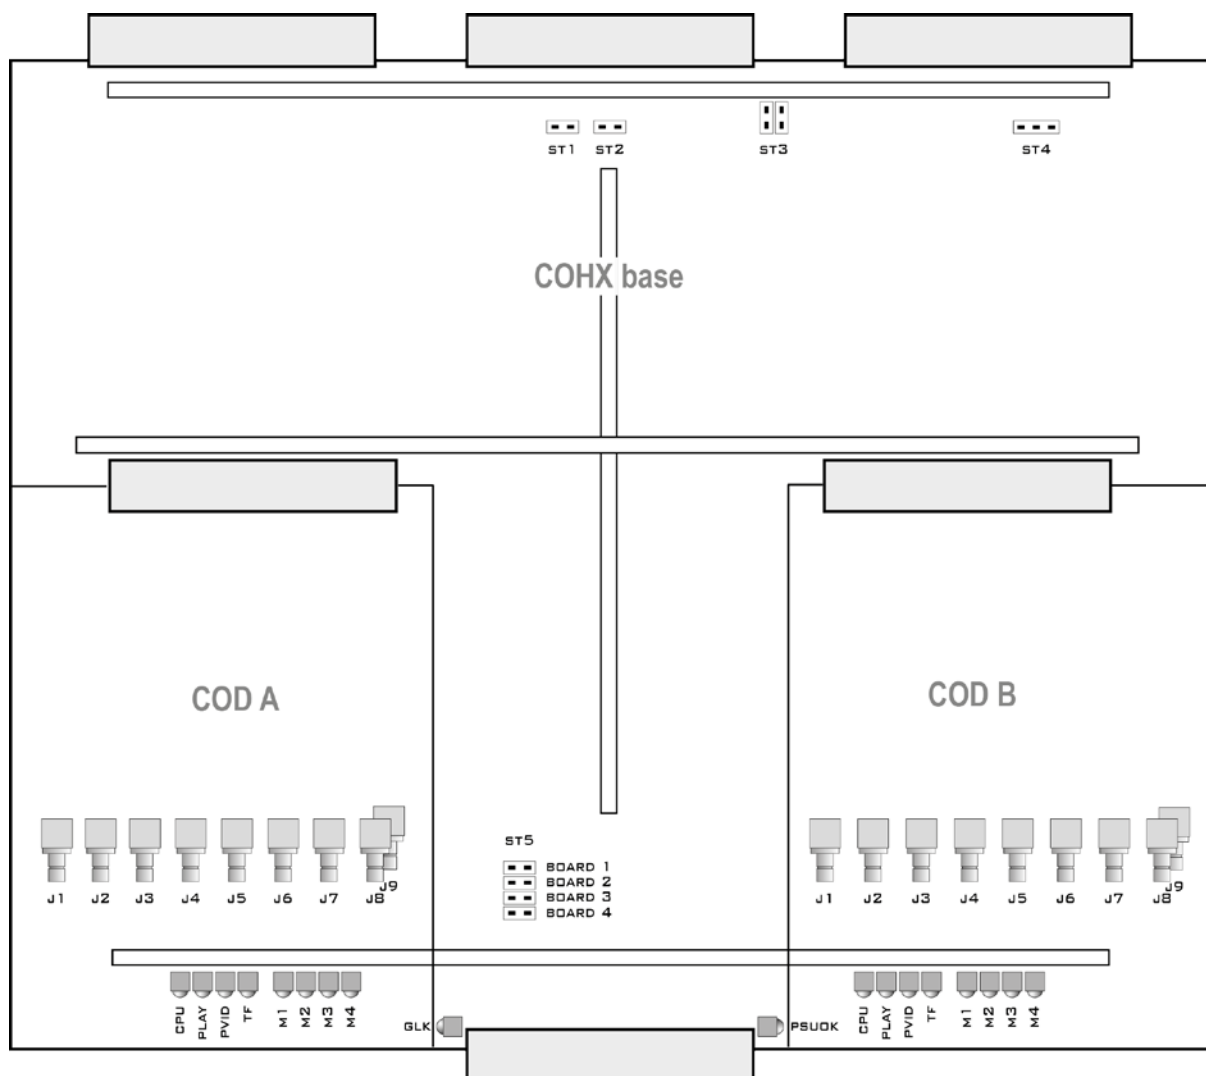 ST1 ST2 ST3 ST4
COHX base
COD A
COD B
ST5
BOARD 1
BOARD 2
BOARD 3
BOARD 4
J1 J2 J3 J4 J5 J6 J7 J8 J9
J1 J2 J3 J4 J5 J6 J7 J8 J9
CPU PLAY PVID TF M1 M2 M3 M4
GLK
PSUOK
CPU PLAY PVID TF M1 M2 M3 M4